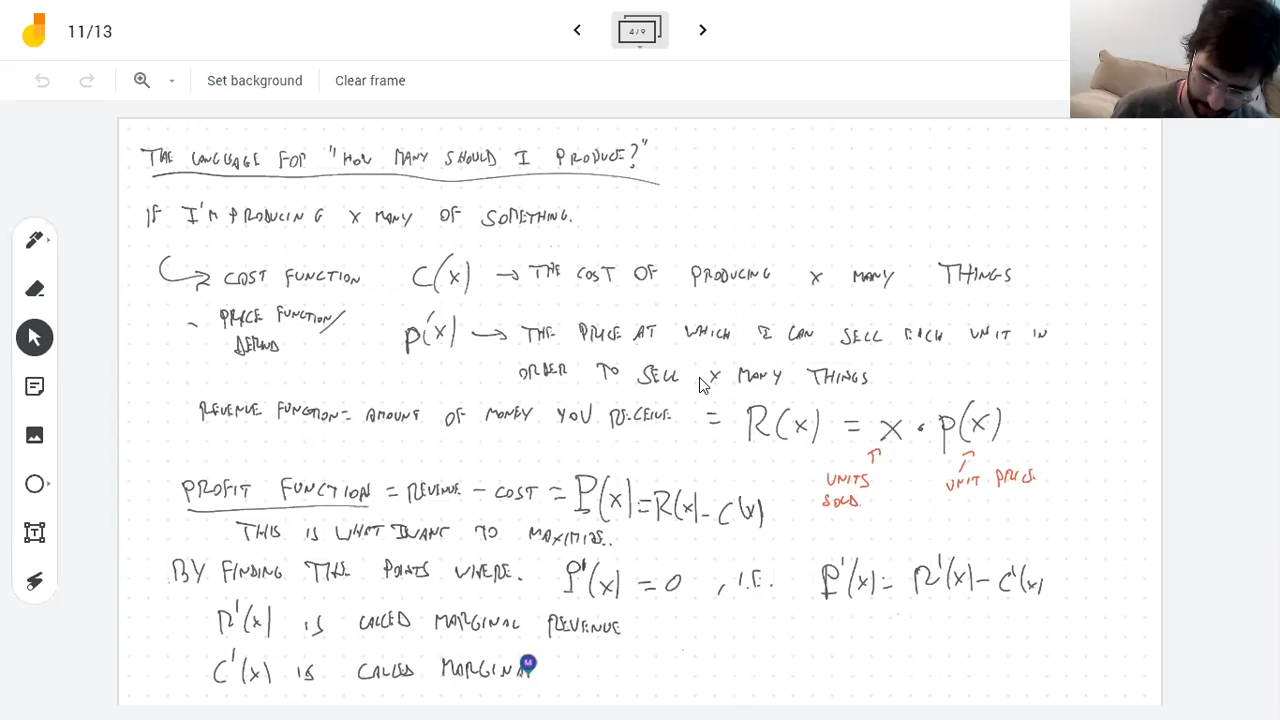 11/13
4/9
Set background
Clear frame
THE LANGUAGE FOR "HOW MANY SHOULD I PRODUCE?"
IF I'M PRODUCING X MANY OF SOMETHING.
COST FUNCTION C(x) → THE COST OF PRODUCING X MANY THINGS
PRICE FUNCTION/
DEMAND
p(x) → THE PRICE AT WHICH I CAN SELL EACH UNIT IN
ORDER TO SELL X MANY THINGS
REVENUE FUNCTION = AMOUNT OF MONEY YOU RECEIVE = R(x) = x · p(x)
UNITS
SOLD
UNIT PRICE
PROFIT FUNCTION = REVENUE - COST = P(x) = R(x) - C(x)
THIS IS WHAT I WANT TO MAXIMIZE.
BY FINDING THE POINTS WHERE. P'(x) = 0 , I.E. P'(x) = R'(x) - C'(x)
R'(x) IS CALLED MARGINAL REVENUE
C'(x) IS CALLED MARGINA
M